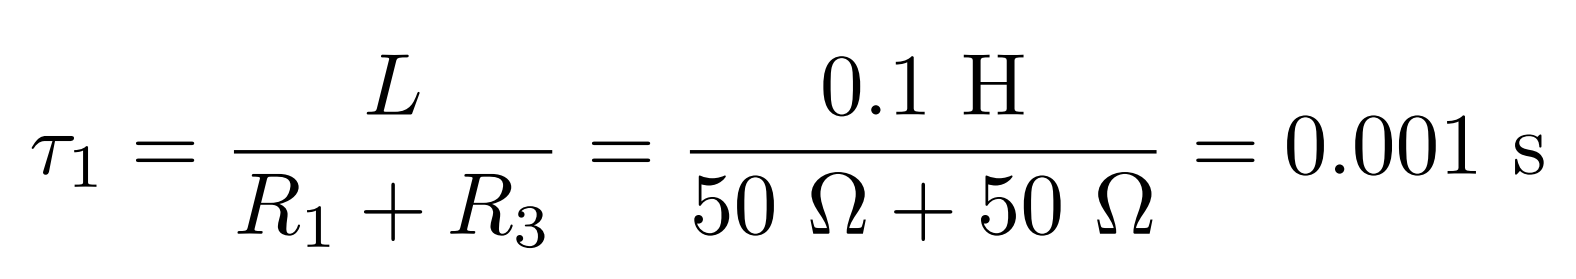 τ₁ = L / (R₁ + R₃) = 0.1 H / (50 Ω + 50 Ω) = 0.001 s